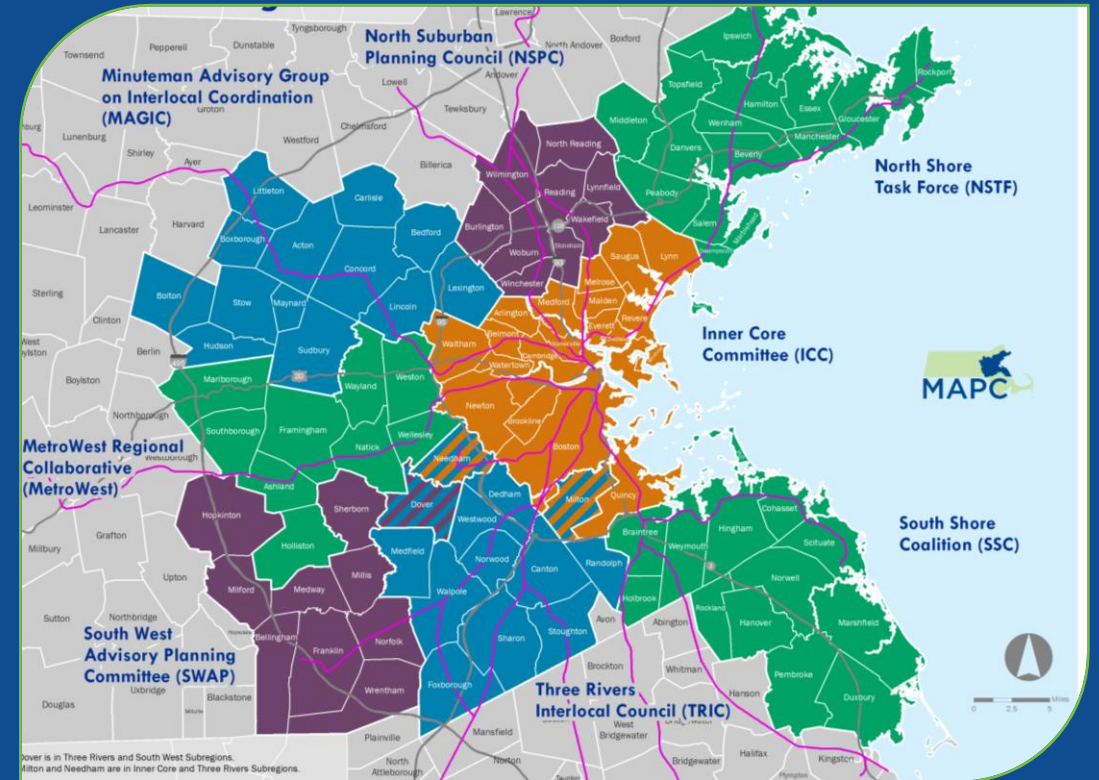 Lawrence
Tyngsborough
North Suburban
Planning Council (NSPC)
Townsend
Pepperell
Dunstable
North Andover
Boxford
Ipswich
Andover
Rockport
Minuteman Advisory Group
on Interlocal Coordination
(MAGIC)
Lowell
Topsfield
Groton
Tewksbury
Hamilton
Essex
Gloucester
Middleton
Wenham
Lunenburg
Chelmsford
Manchester
Westford
North Reading
Danvers
Beverly
Shirley
Ayer
Billerica
Wilmington
North Shore
Task Force (NSTF)
Littleton
Carlisle
Reading
Lynnfield
Peabody
Leominster
Harvard
Lancaster
Bedford
Burlington
Wakefield
Salem
Marblehead
Boxborough
Acton
Stoneham
Swampscott
Woburn
Saugus
Lynn
Concord
Winchester
Melrose
Lexington
Sterling
Bolton
Stow
Maynard
Lincoln
Medford
Malden
Arlington
Revere
Everett
Clinton
Inner Core
Committee (ICC)
Belmont
Waltham
Hudson
Sudbury
Cambridge
Watertown
Berlin
West
Boylston
Marlborough
Weston
Wayland
MAPC
Northborough
Newton
Brookline
Southborough
Framingham
Wellesley
Natick
Boston
MetroWest Regional
Collaborative
(MetroWest)
Westborough
Needham
Ashland
Dedham
Milton
Quincy
Dover
Sherborn
Hopkinton
Westwood
Cohasset
Grafton
Hingham
South Shore
Coalition (SSC)
Braintree
Weymouth
Scituate
Holliston
Medfield
Millbury
Norwood
Canton
Randolph
Norwell
Upton
Millis
Milford
Medway
Walpole
Holbrook
Rockland
Hanover
Marshfield
Sutton
Northbridge
Avon
Abington
South West
Advisory Planning
Committee (SWAP)
Hopedale
Bellingham
Norfolk
Franklin
Sharon
Stoughton
Brockton
Whitman
Pembroke
Wrentham
Foxborough
Uxbridge
Blackstone
Three Rivers
Interlocal Council (TRIC)
Hanson
Duxbury
Douglas
Miles
0 2.5 5
Mansfield
West
Bridgewater
Plainville
Halifax
Kingston
North
Attleborough
Norton
Bridgewater
Plympton
Dover is in Three Rivers and South West Subregions.
Milton and Needham are in Inner Core and Three Rivers Subregions.